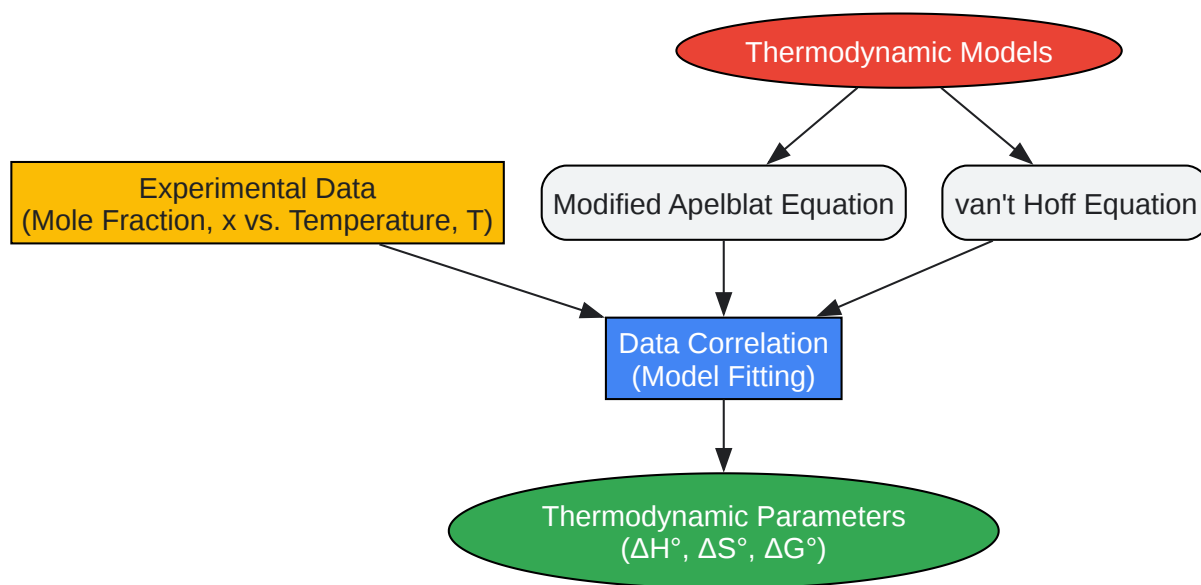 Thermodynamic Models
Experimental Data
(Mole Fraction, x vs. Temperature, T)
Modified Apelblat Equation
van't Hoff Equation
Data Correlation
(Model Fitting)
Thermodynamic Parameters
(ΔH°, ΔS°, ΔG°)